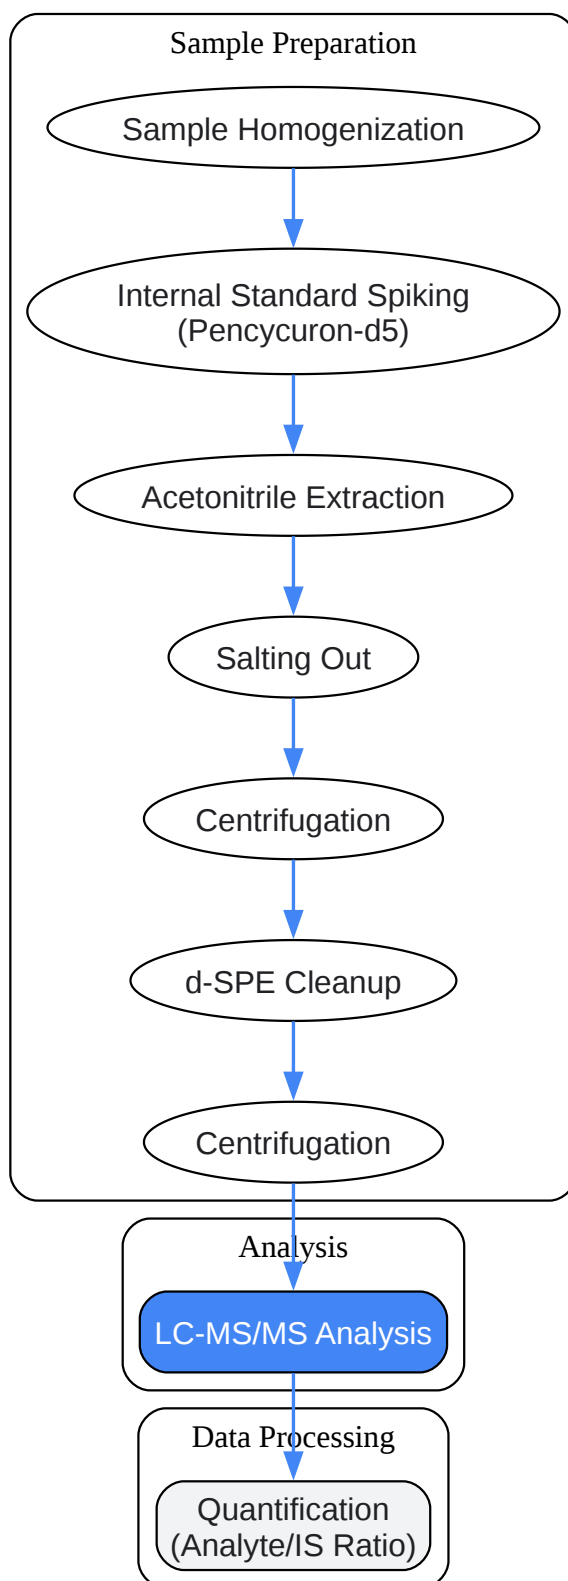 Sample Preparation
Sample Homogenization
Internal Standard Spiking
(Pencycuron-d5)
Acetonitrile Extraction
Salting Out
Centrifugation
d-SPE Cleanup
Centrifugation
Analysis
LC-MS/MS Analysis
Data Processing
Quantification
(Analyte/IS Ratio)